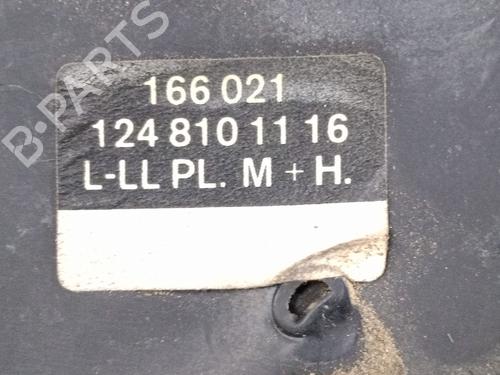 B-PARTS
166 021
124 810 11 16
L-LL PL. M + H.